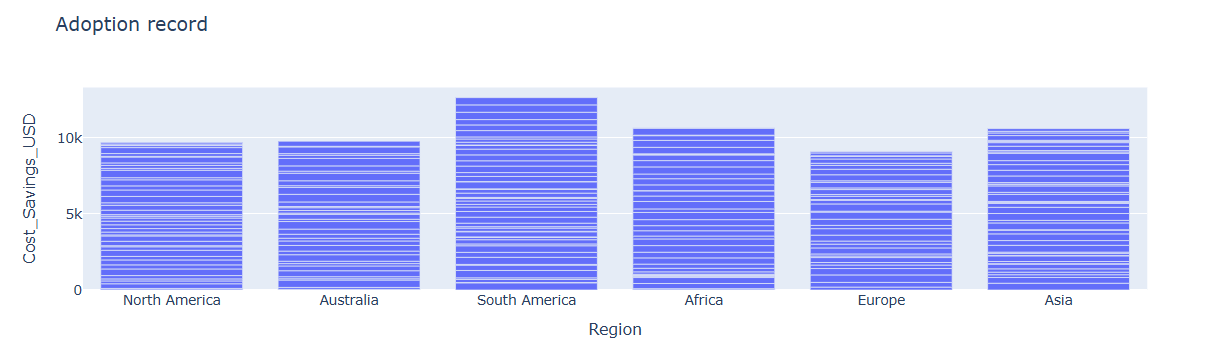 Adoption record
Cost_Savings_USD
10k
5k
0
North America
Australia
South America
Africa
Europe
Asia
Region